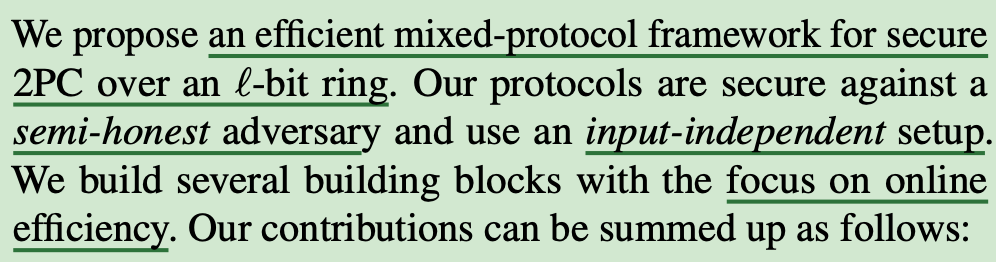 We propose an efficient mixed-protocol framework for secure
2PC over an ℓ-bit ring. Our protocols are secure against a
semi-honest adversary and use an input-independent setup.
We build several building blocks with the focus on online
efficiency. Our contributions can be summed up as follows: